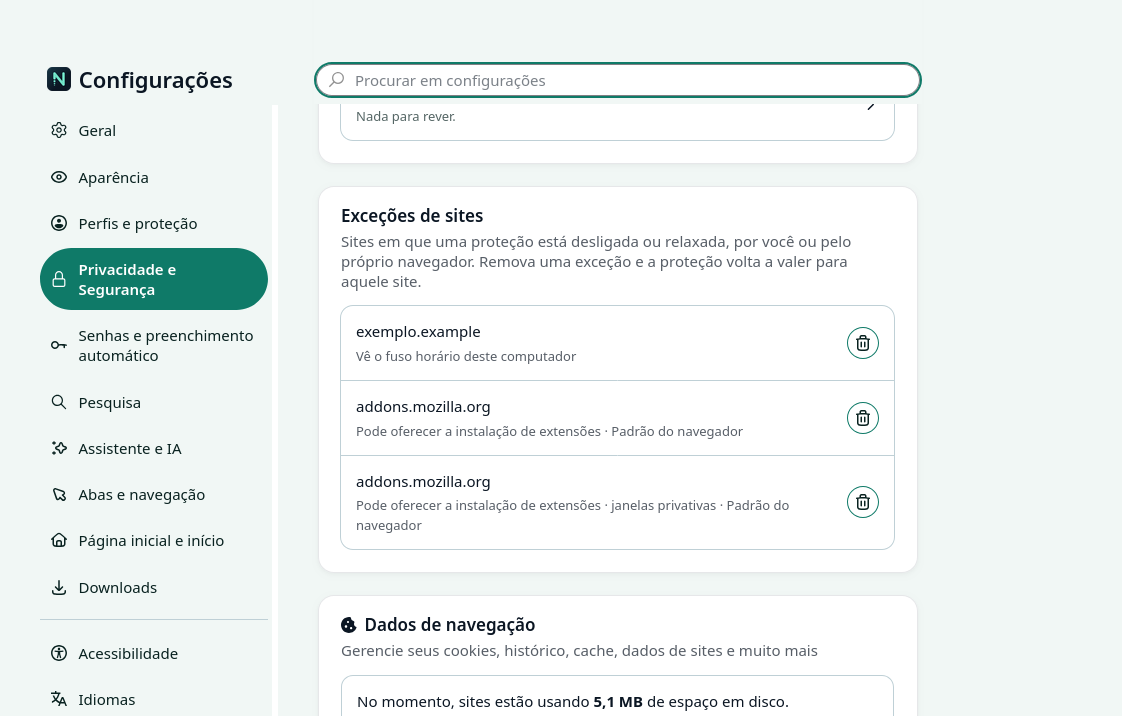 Configurações
Procurar em configurações
Geral
Aparência
Perfis e proteção
Privacidade e
Segurança
Senhas e preenchimento
automático
Pesquisa
Assistente e IA
Abas e navegação
Página inicial e início
Downloads
Acessibilidade
Idiomas
Nada para rever.
Exceções de sites
Sites em que uma proteção está desligada ou relaxada, por você ou pelo
próprio navegador. Remova uma exceção e a proteção volta a valer para
aquele site.
exemplo.example
Vê o fuso horário deste computador
addons.mozilla.org
Pode oferecer a instalação de extensões · Padrão do navegador
addons.mozilla.org
Pode oferecer a instalação de extensões · janelas privativas · Padrão do
navegador
Dados de navegação
Gerencie seus cookies, histórico, cache, dados de sites e muito mais
No momento, sites estão usando 5,1 MB de espaço em disco.